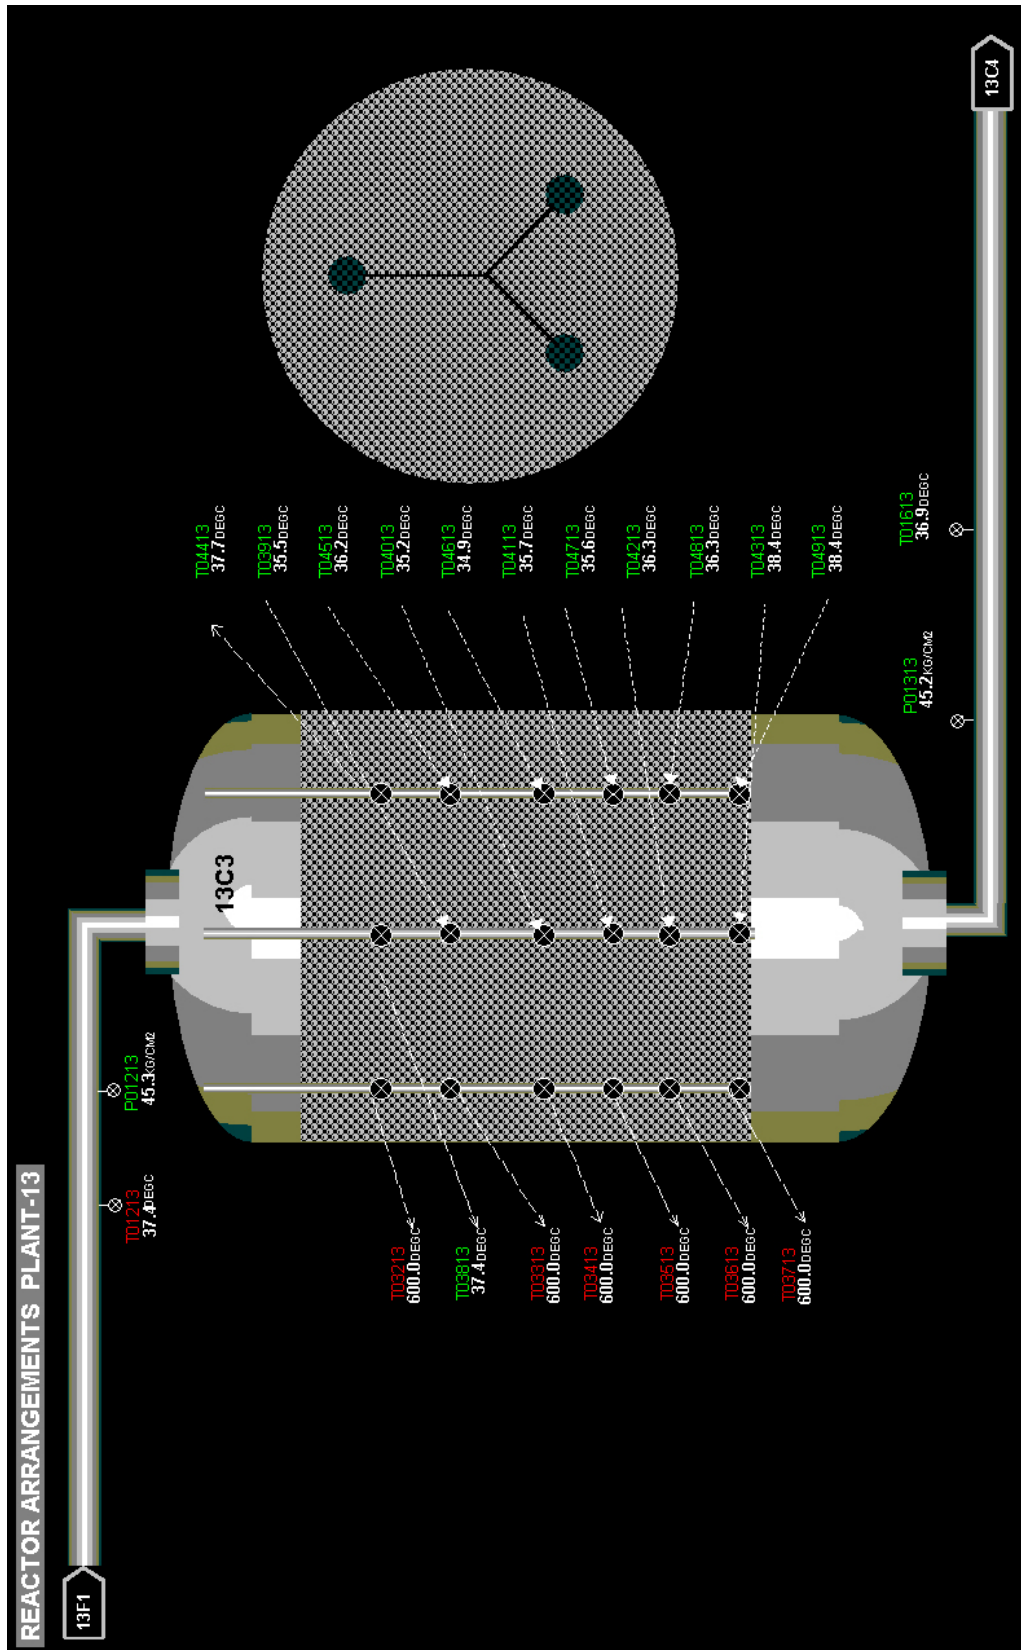 REACTOR ARRANGEMENTS PLANT-13
13F1
T01213
37.4DEGC
P01213
45.3KG/CM2
13C3
T03213
600.0DEGC
T03813
37.4DEGC
T03313
600.0DEGC
T03413
600.0DEGC
T03513
600.0DEGC
T03613
600.0DEGC
T03713
600.0DEGC
T04413
37.7DEGC
T03913
35.5DEGC
T04513
36.2DEGC
T04013
35.2DEGC
T04613
34.9DEGC
T04113
35.7DEGC
T04713
35.6DEGC
T04213
36.3DEGC
T04813
36.3DEGC
T04313
38.4DEGC
T04913
38.4DEGC
P01313
45.2KG/CM2
T01613
36.9DEGC
13C4